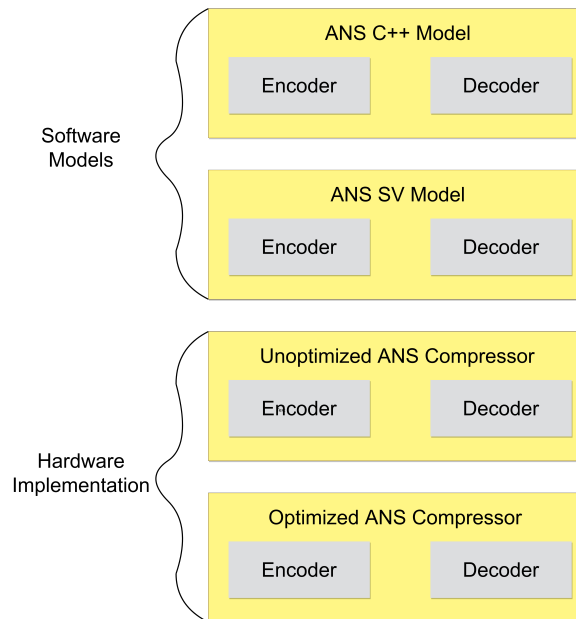 ANS C++ Model
Encoder
Decoder
Software
Models
ANS SV Model
Encoder
Decoder
Unoptimized ANS Compressor
Encoder
Decoder
Hardware
Implementation
Optimized ANS Compressor
Encoder
Decoder